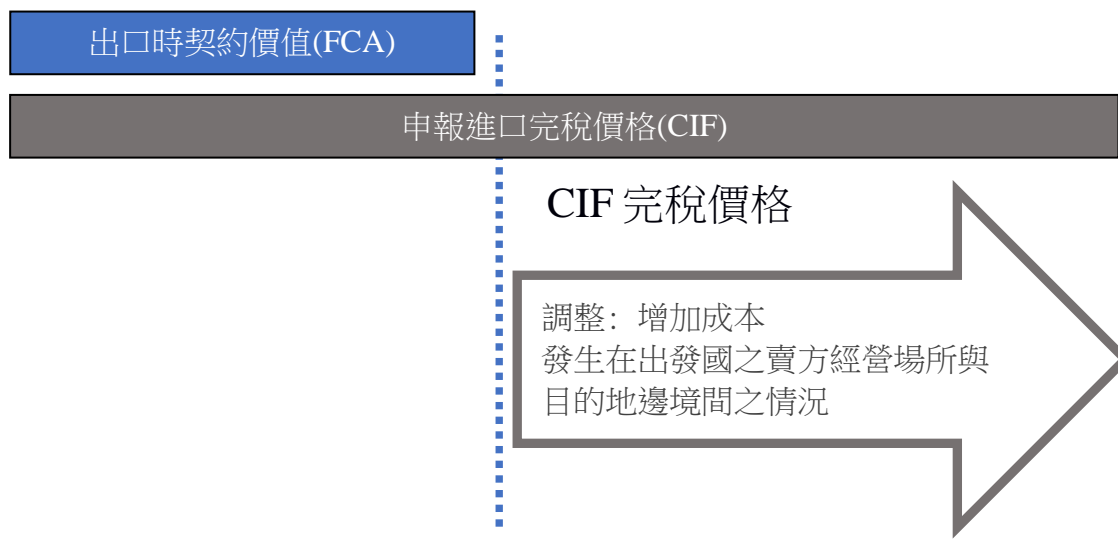 出口時契約價值(FCA)
申報進口完稅價格(CIF)
CIF 完稅價格
調整: 增加成本
發生在出發國之賣方經營場所與
目的地邊境間之情況